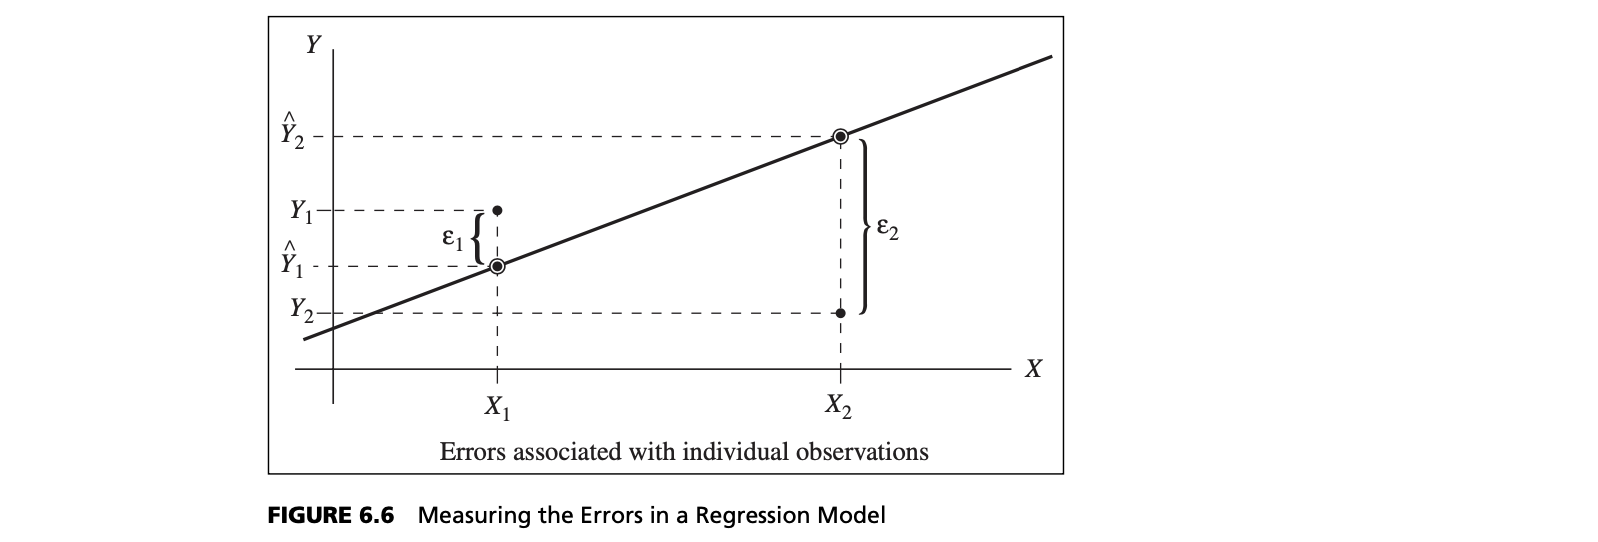 Y
Ŷ₂
Y₁
ε₁
ε₂
Ŷ₁
Y₂
X
X₁
X₂
Errors associated with individual observations
FIGURE 6.6 Measuring the Errors in a Regression Model